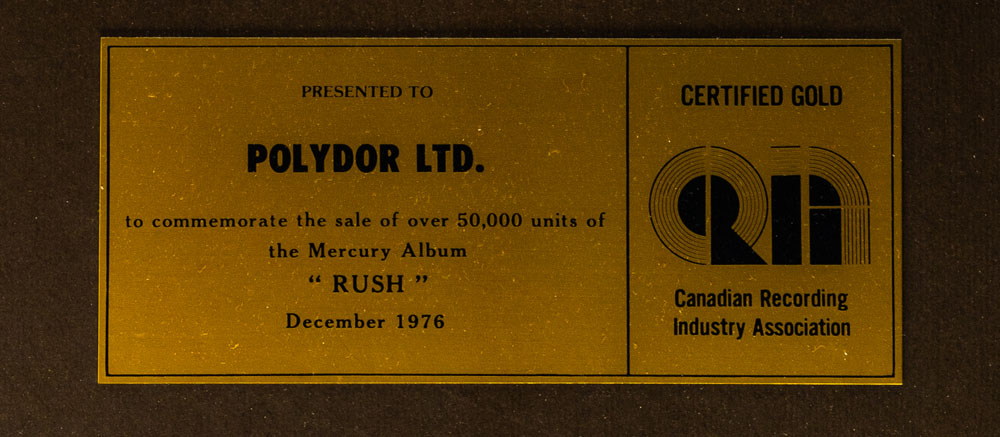 PRESENTED TO
POLYDOR LTD.
to commemorate the sale of over 50,000 units of
the Mercury Album
“ RUSH ”
December 1976
CERTIFIED GOLD
Canadian Recording
Industry Association